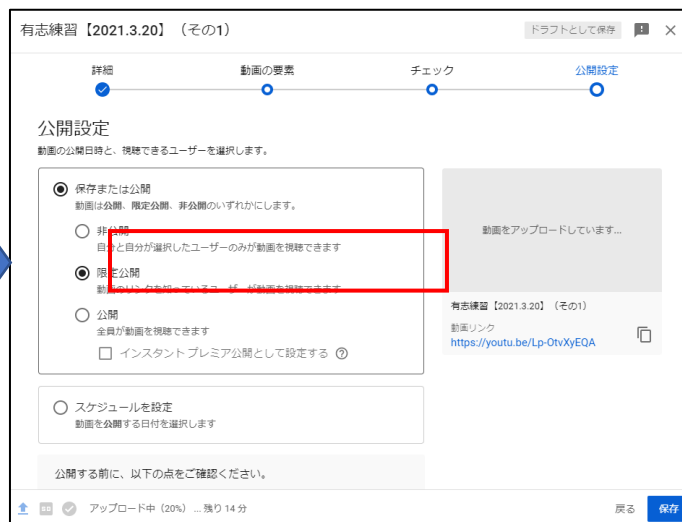 有志練習【2021.3.20】（その1）
ドラフトとして保存
詳細 動画の要素 チェック 公開設定
公開設定
動画の公開日時と、視聴できるユーザーを選択します。
保存または公開
動画は公開、限定公開、非公開のいずれかにします。
非公開
自分と自分が選択したユーザーのみが動画を視聴できます
限定公開
動画のリンクを知っているユーザーが動画を視聴できます
公開
全員が動画を視聴できます
インスタント プレミア公開として設定する
スケジュールを設定
動画を公開する日付を選択します
公開する前に、以下の点をご確認ください。
動画をアップロードしています...
有志練習【2021.3.20】（その1）
動画リンク
https://youtu.be/Lp-OtvXyEQA
SD
アップロード中（20%）...残り 14 分
戻る
保存